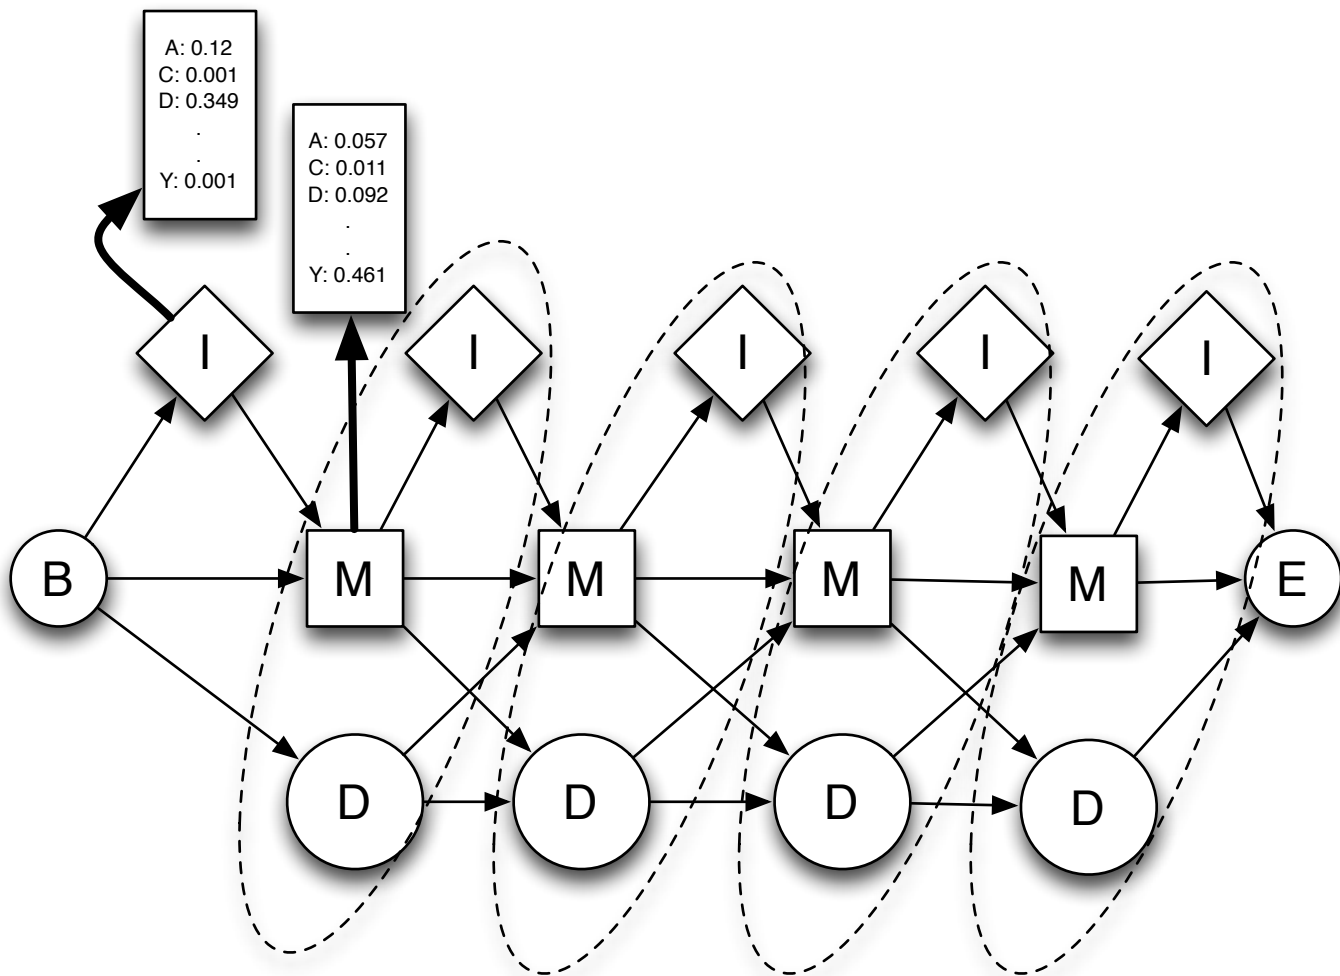 A: 0.12
C: 0.001
D: 0.349
.
.
Y: 0.001
A: 0.057
C: 0.011
D: 0.092
.
.
Y: 0.461
I
I
I
I
I
B
M
M
M
M
E
D
D
D
D